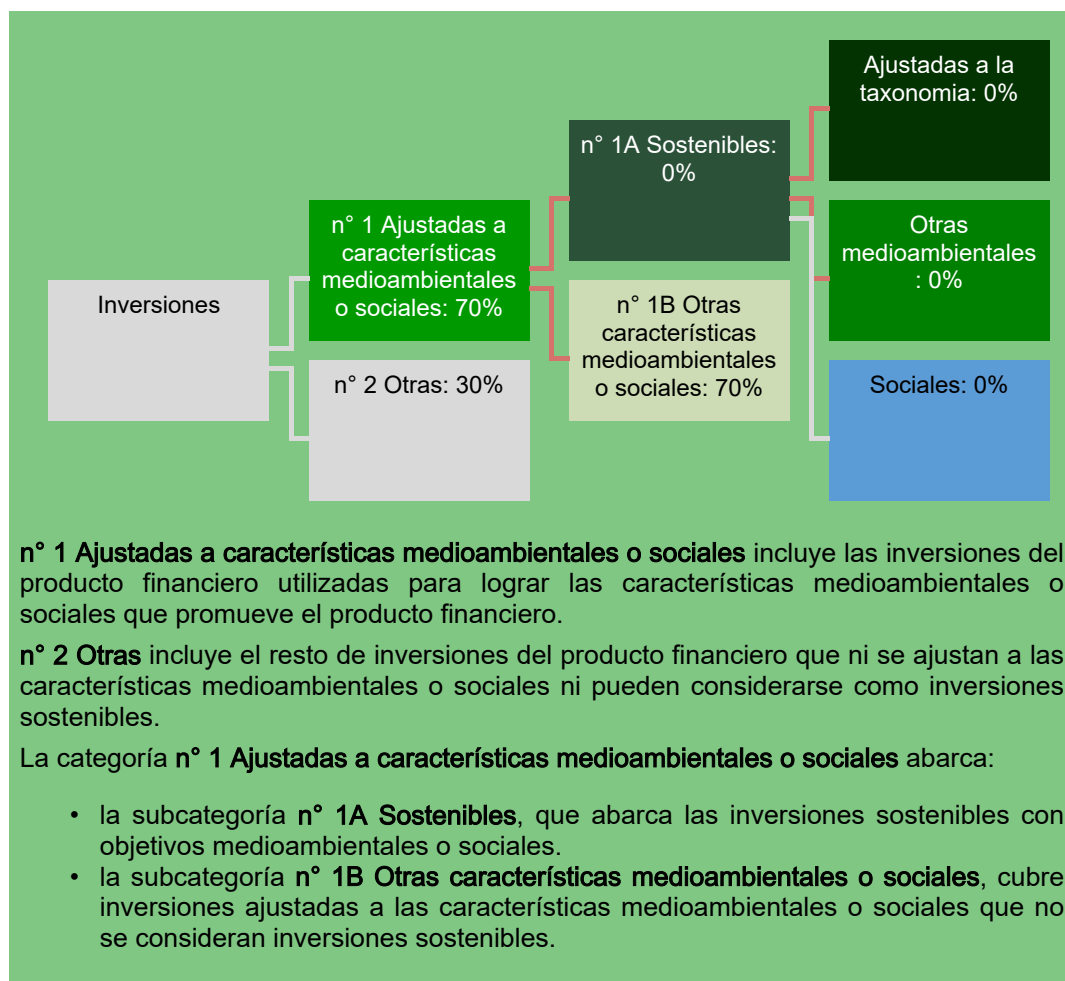 Ajustadas a la
taxonomia: 0%
n° 1A Sostenibles:
0%
n° 1 Ajustadas a
características
medioambientales
o sociales: 70%
Otras
medioambientales
: 0%
Inversiones
n° 1B Otras
características
medioambientales
o sociales: 70%
n° 2 Otras: 30%
Sociales: 0%
n° 1 Ajustadas a características medioambientales o sociales incluye las inversiones del
producto financiero utilizadas para lograr las características medioambientales o
sociales que promueve el producto financiero.
n° 2 Otras incluye el resto de inversiones del producto financiero que ni se ajustan a las
características medioambientales o sociales ni pueden considerarse como inversiones
sostenibles.
La categoría n° 1 Ajustadas a características medioambientales o sociales abarca:
• la subcategoría n° 1A Sostenibles, que abarca las inversiones sostenibles con
objetivos medioambientales o sociales.
• la subcategoría n° 1B Otras características medioambientales o sociales, cubre
inversiones ajustadas a las características medioambientales o sociales que no
se consideran inversiones sostenibles.